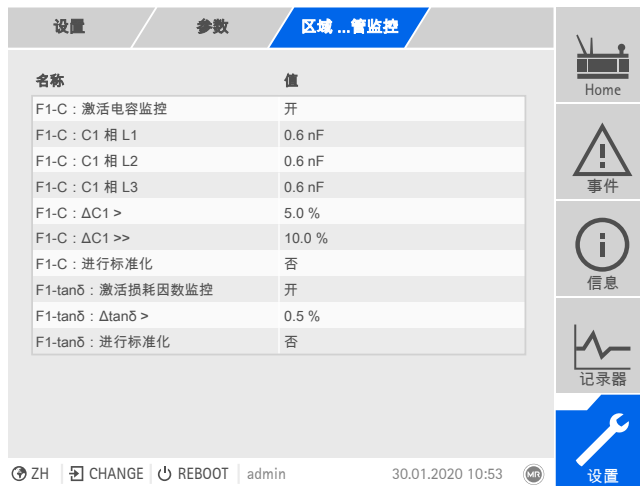 设置 参数 区域 ...管监控
名称 值
F1-C：激活电容监控 开
F1-C：C1 相 L1 0.6 nF
F1-C：C1 相 L2 0.6 nF
F1-C：C1 相 L3 0.6 nF
F1-C：ΔC1 > 5.0 %
F1-C：ΔC1 >> 10.0 %
F1-C：进行标准化 否
F1-tanδ：激活损耗因数监控 开
F1-tanδ：Δtanδ > 0.5 %
F1-tanδ：进行标准化 否
Home
事件
信息
记录器
设置
ZH CHANGE REBOOT admin 30.01.2020 10:53 MR